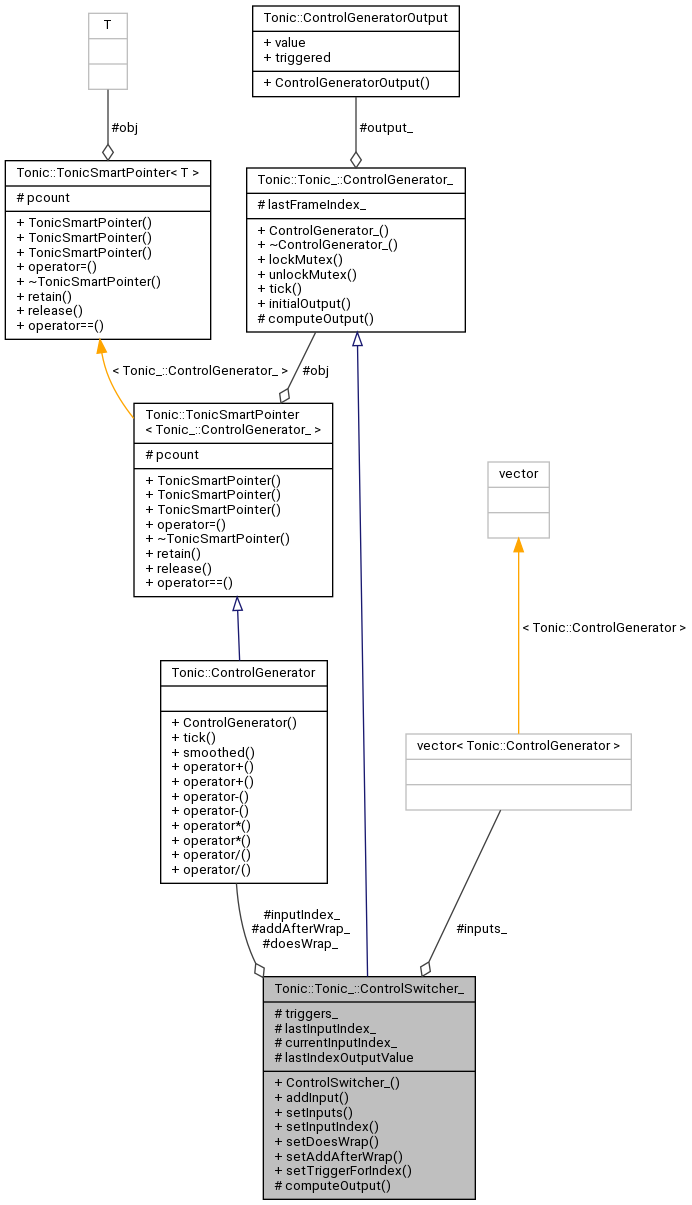 Tonic::ControlGeneratorOutput
+ value
+ triggered
+ ControlGeneratorOutput()
T
#obj
#output_
Tonic::TonicSmartPointer< T >
# pcount
+ TonicSmartPointer()
+ TonicSmartPointer()
+ TonicSmartPointer()
+ operator=()
+ ~TonicSmartPointer()
+ retain()
+ release()
+ operator==()
Tonic::Tonic_::ControlGenerator_
# lastFrameIndex_
+ ControlGenerator_()
+ ~ControlGenerator_()
+ lockMutex()
+ unlockMutex()
+ tick()
+ initialOutput()
# computeOutput()
< Tonic_::ControlGenerator_ >
#obj
Tonic::TonicSmartPointer
< Tonic_::ControlGenerator_ >
# pcount
+ TonicSmartPointer()
+ TonicSmartPointer()
+ TonicSmartPointer()
+ operator=()
+ ~TonicSmartPointer()
+ retain()
+ release()
+ operator==()
vector
< Tonic::ControlGenerator >
Tonic::ControlGenerator
+ ControlGenerator()
+ tick()
+ smoothed()
+ operator+()
+ operator+()
+ operator-()
+ operator-()
+ operator*()
+ operator*()
+ operator/()
+ operator/()
vector< Tonic::ControlGenerator >
#inputIndex_
#addAfterWrap_
#doesWrap_
#inputs_
Tonic::Tonic_::ControlSwitcher_
# triggers_
# lastInputIndex_
# currentInputIndex_
# lastIndexOutputValue
+ ControlSwitcher_()
+ addInput()
+ setInputs()
+ setInputIndex()
+ setDoesWrap()
+ setAddAfterWrap()
+ setTriggerForIndex()
# computeOutput()